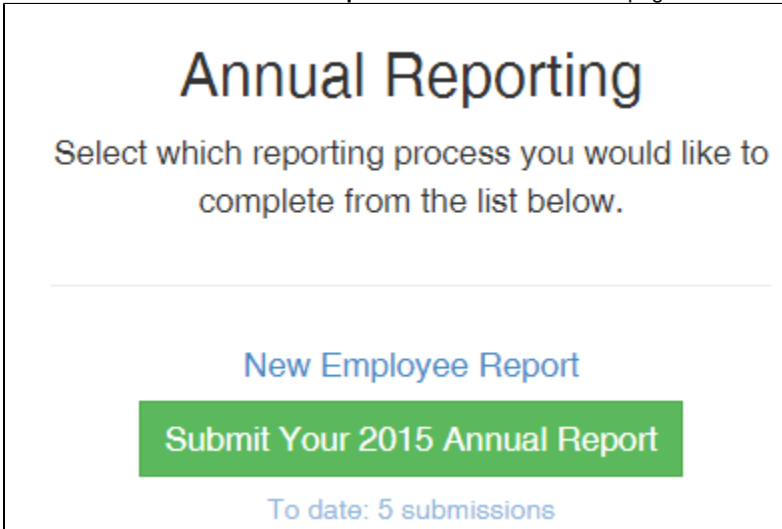 Annual Reporting
Select which reporting process you would like to
complete from the list below.
New Employee Report
Submit Your 2015 Annual Report
To date: 5 submissions